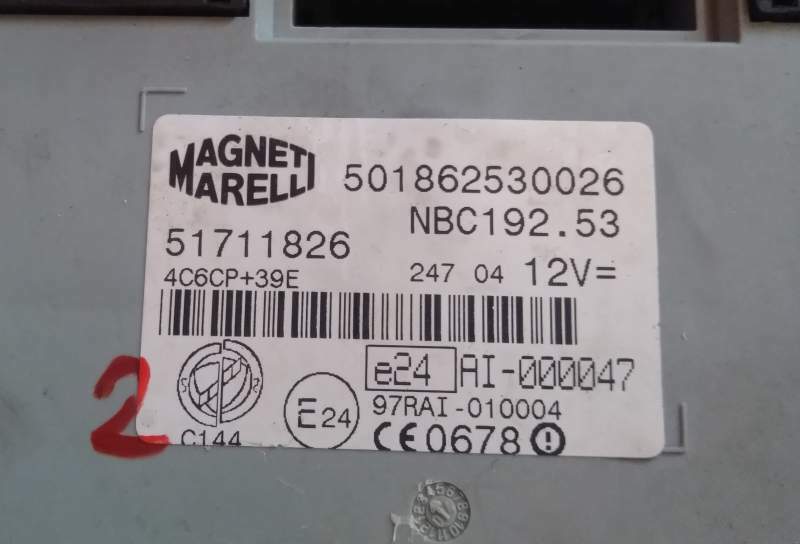 MAGNETI
MARELLI
501862530026
NBC192.53
51711826
4C6CP+39E
247 04 12V=
e24 AI-000047
E24
97RAI-010004
C144
CE0678
2